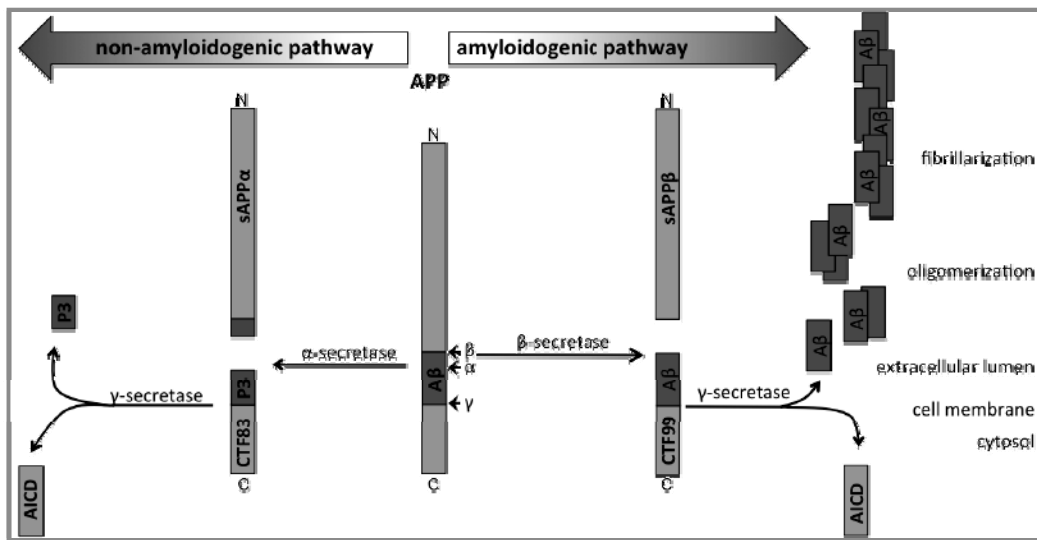 non-amyloidogenic pathway
amyloidogenic pathway
APP
N
N
N
sAPPα
sAPPβ
Aβ
Aβ
Aβ
fibrillarization
Aβ
oligomerization
P3
Aβ
Aβ
α-secretase
β
β-secretase
α
extracellular lumen
γ-secretase
P3
Aβ
γ
Aβ
γ-secretase
cell membrane
CTF83
CTF99
cytosol
C
C
C
AICD
AICD